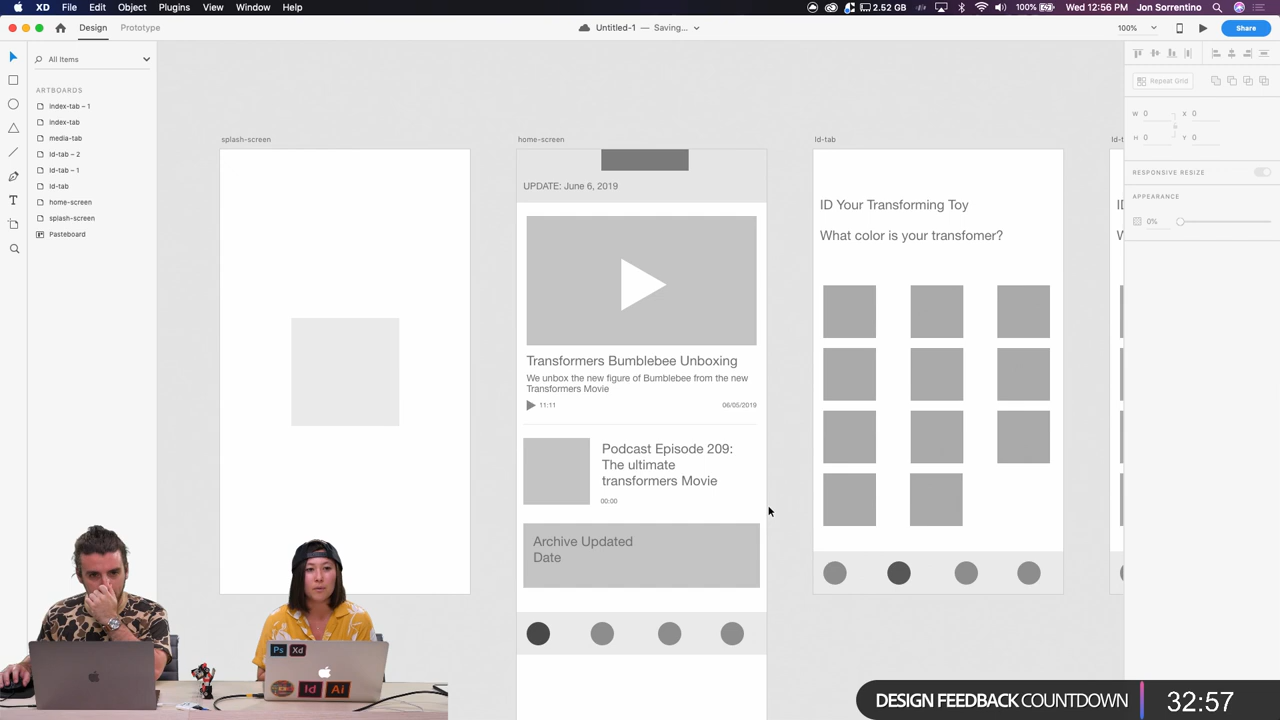 XD File Edit Object Plugins View Window Help
2.52 GB 100% Wed 12:56 PM Jon Sorrentino
Design Prototype
Untitled-1 — Saving...
100%
Share
All Items
ARTBOARDS
index-tab – 1
index-tab
media-tab
Id-tab – 2
Id-tab – 1
Id-tab
home-screen
splash-screen
Pasteboard
splash-screen
home-screen
UPDATE: June 6, 2019
Transformers Bumblebee Unboxing
We unbox the new figure of Bumblebee from the new
Transformers Movie
11:11 06/05/2019
Podcast Episode 209:
The ultimate
transformers Movie
00:00
Archive Updated
Date
Id-tab
ID Your Transforming Toy
What color is your transfomer?
Repeat Grid
W 0 X 0
H 0 Y 0
RESPONSIVE RESIZE
APPEARANCE
0%
Ps Xd
Id Ai
DESIGN FEEDBACK COUNTDOWN 32:57